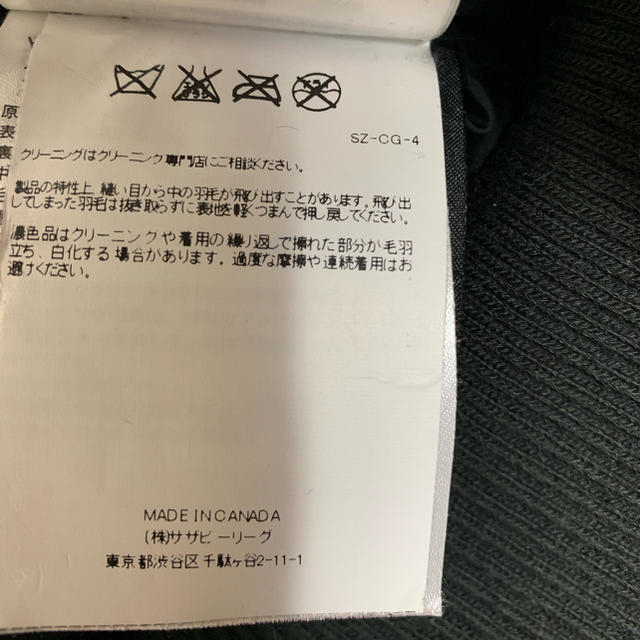 SZ-CG-4
クリーニングはクリーニング専門店にご相談ください。
製品の特性上、縫い目から中の羽毛が飛び出すことがあります。飛び出
してしまった羽毛は抜き取らずに表地を軽くつまんで押し戻してください。
濃色品はクリーニングや着用の繰り返しで擦れた部分が毛羽
立ち、白化する場合があります。過度な摩擦や連続着用はお
避けください。
MADE IN CANADA
(株)サザビーリーグ
東京都渋谷区千駄ヶ谷2-11-1
原
表
裏
中
毛